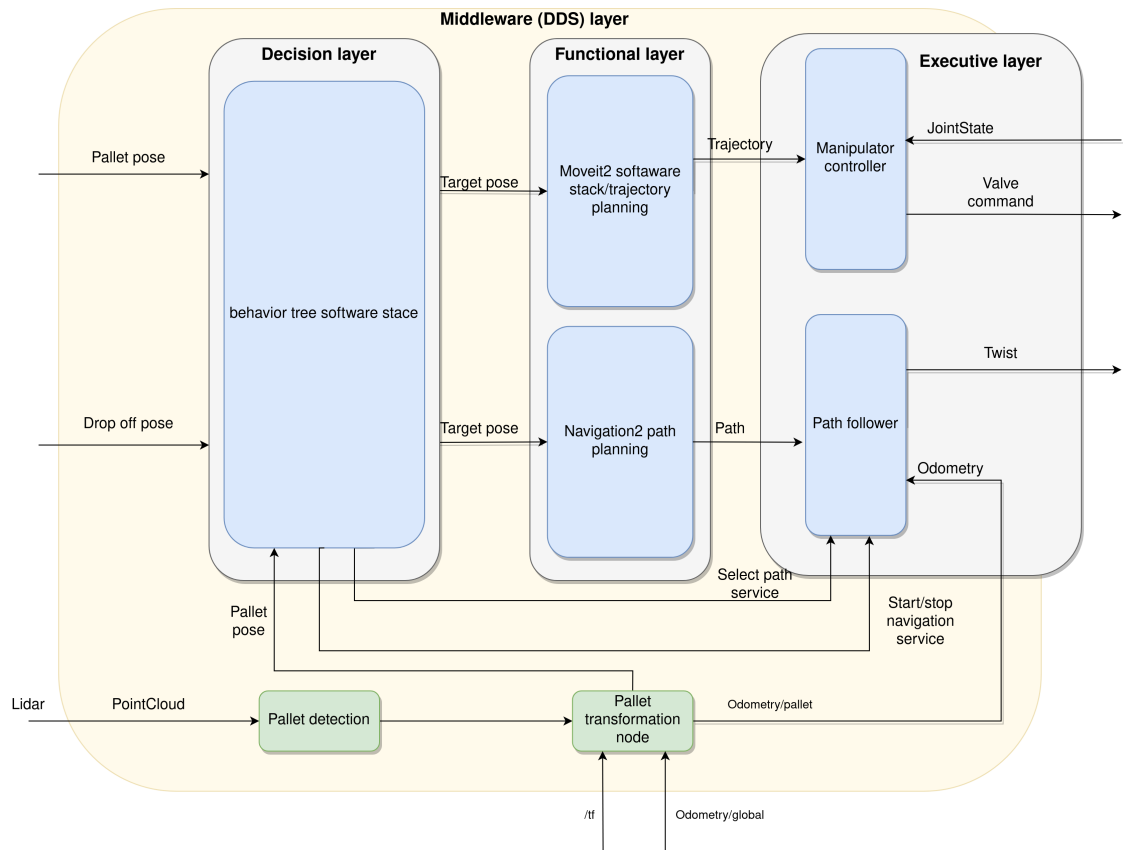 Middleware (DDS) layer
Decision layer
Functional layer
Executive layer
Pallet pose
Target pose
Moveit2 softaware
stack/trajectory
planning
Trajectory
Manipulator
controller
JointState
Valve
command
behavior tree software stace
Drop off pose
Target pose
Navigation2 path
planning
Path
Path follower
Twist
Odometry
Select path
service
Start/stop
navigation
service
Pallet
pose
Lidar
PointCloud
Pallet detection
Pallet
transformation
node
Odometry/pallet
/tf
Odometry/global